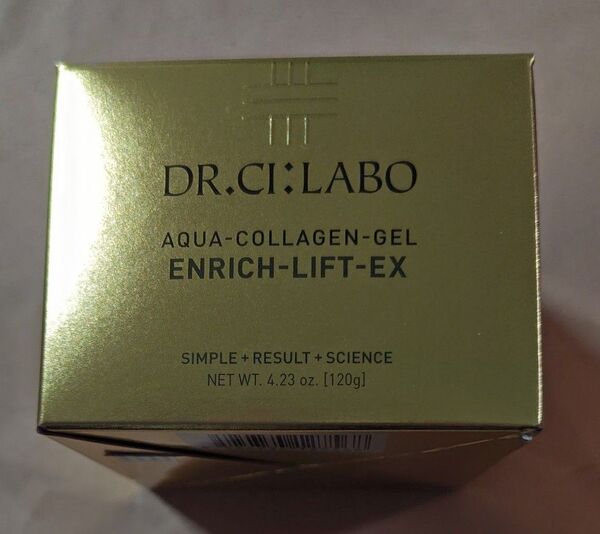 DR.CI:LABO
AQUA-COLLAGEN-GEL
ENRICH-LIFT-EX
SIMPLE+RESULT+SCIENCE
NET WT. 4.23 oz. [120g]